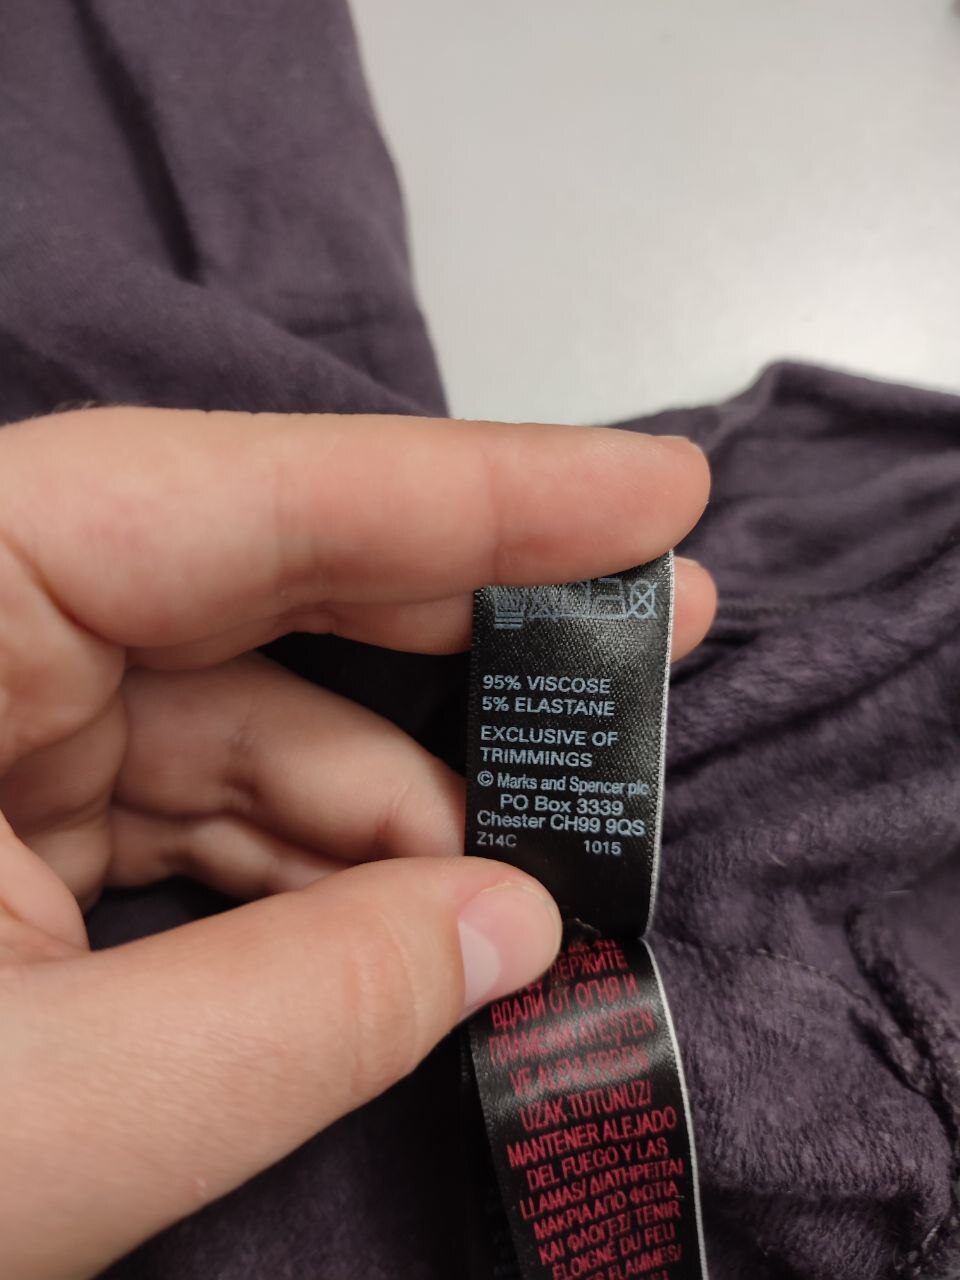 95% VISCOSE
5% ELASTANE
EXCLUSIVE OF
TRIMMINGS
© Marks and Spencer plc
PO Box 3339
Chester CH99 9QS
Z14C 1015
ДЕРЖИТЕ
ВДАЛИ ОТ ОГНЯ И
UZAK TUTUNUZ/
MANTENER ALEJADO
DEL FUEGO Y LAS
LLAMAS/ ΔΙΑΤΗΡΕΙΤΑΙ
ΜΑΚΡΙΑ ΑΠΟ ΦΩΤΙΑ
ΚΑΙ ΦΛΟΓΕΣ/ TENIR
ÉLOIGNÉ DU FEU
FLAMMES/